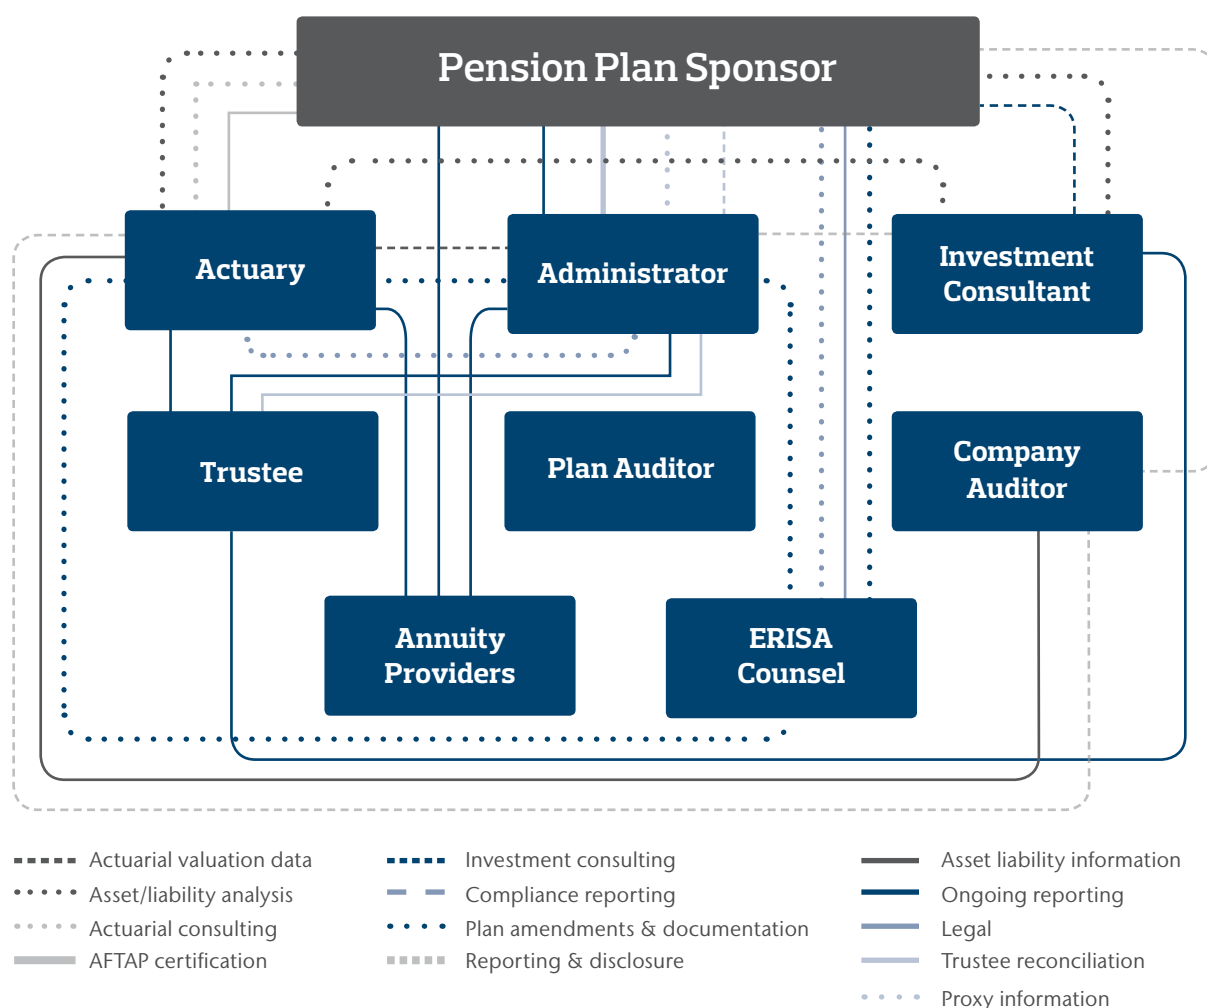 Pension Plan Sponsor
Actuary
Administrator
Investment
Consultant
Trustee
Plan Auditor
Company
Auditor
Annuity
Providers
ERISA
Counsel
Actuarial valuation data
Asset/liability analysis
Actuarial consulting
AFTAP certification
Investment consulting
Compliance reporting
Plan amendments & documentation
Reporting & disclosure
Asset liability information
Ongoing reporting
Legal
Trustee reconciliation
Proxy information